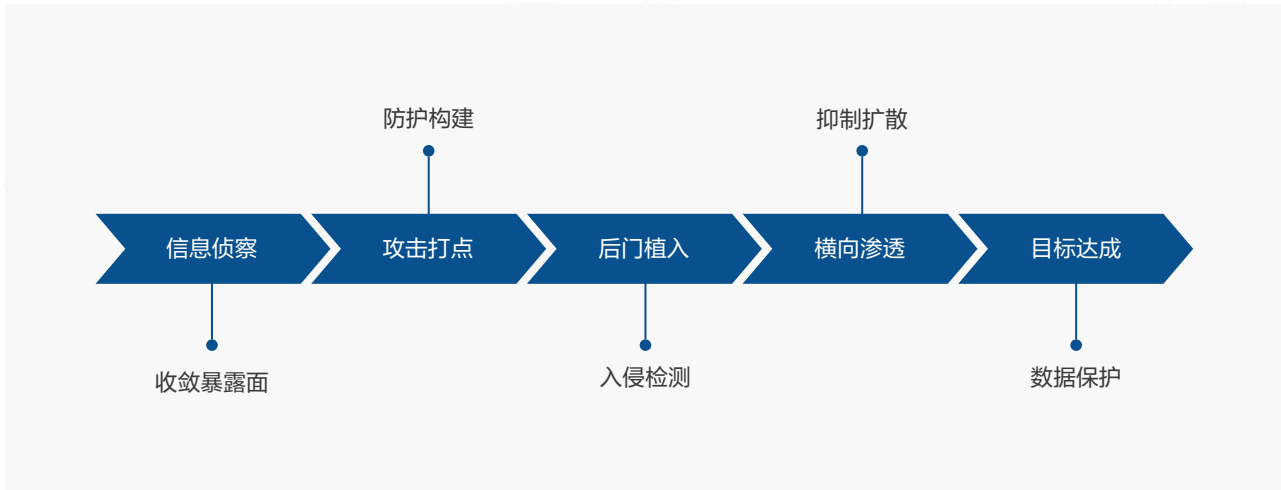 防护构建
抑制扩散
信息侦察
攻击打点
后门植入
横向渗透
目标达成
收敛暴露面
入侵检测
数据保护